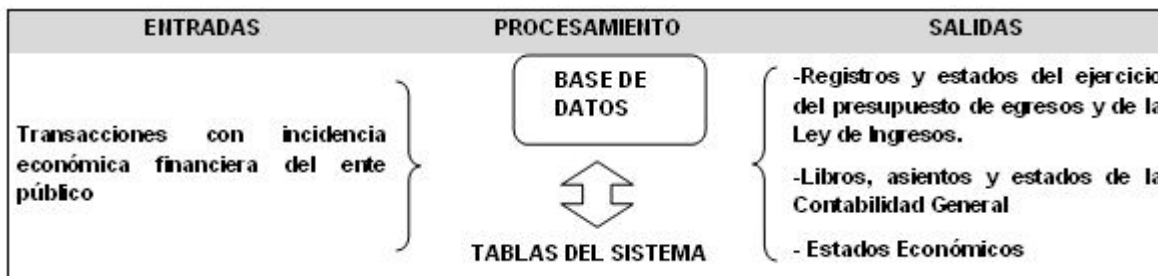 ENTRADAS
PROCESAMIENTO
SALIDAS
Transacciones con incidencia
económica financiera del ente
público
BASE DE
DATOS
TABLAS DEL SISTEMA
-Registros y estados del ejercicio
del presupuesto de egresos y de la
Ley de Ingresos.
-Libros, asientos y estados de la
Contabilidad General
- Estados Económicos